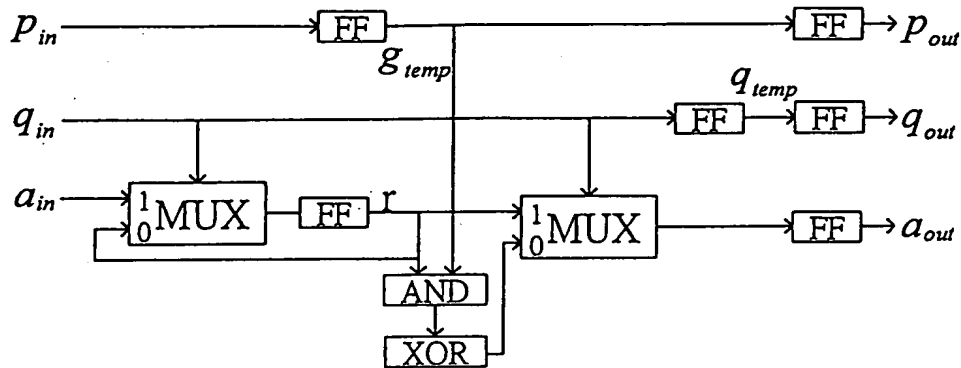 p_in FF FF p_out
g_temp
q_temp
q_in FF FF q_out
a_in 1 MUX 0 FF r 1 MUX 0 FF a_out
AND
XOR